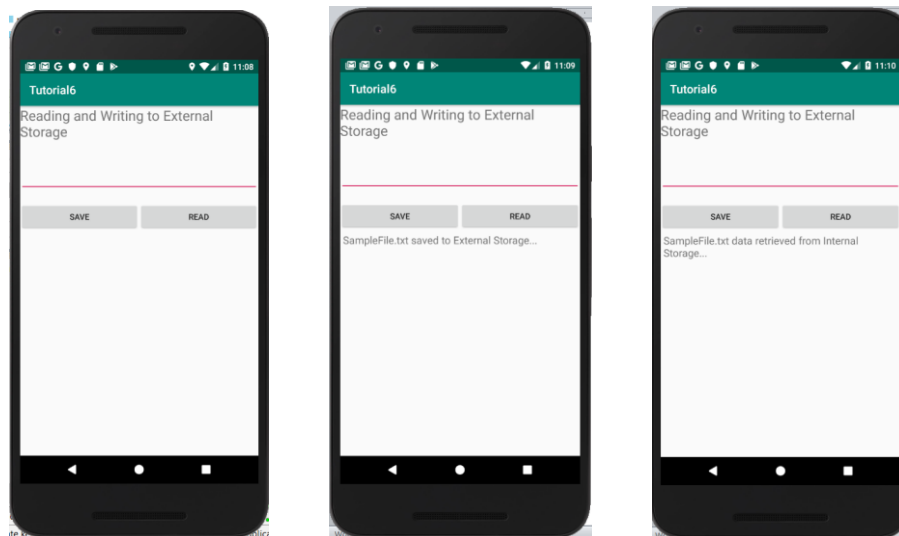 11:08
Tutorial6
Reading and Writing to External
Storage
SAVE READ
11:09
Tutorial6
Reading and Writing to External
Storage
SAVE READ
SampleFile.txt saved to External Storage...
11:10
Tutorial6
Reading and Writing to External
Storage
SAVE READ
SampleFile.txt data retrieved from Internal
Storage...